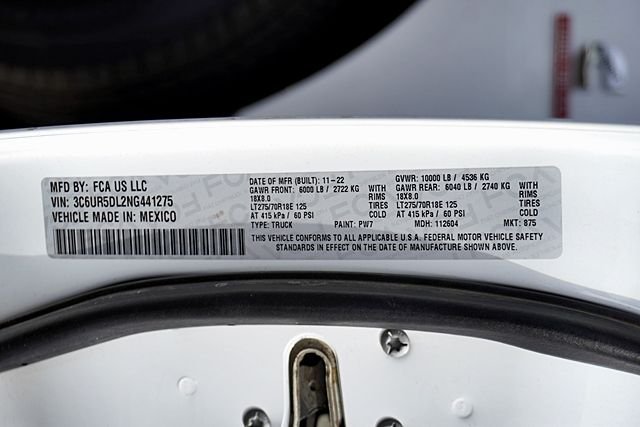 MFD BY: FCA US LLC
VIN: 3C6UR5DL2NG441275
VEHICLE MADE IN: MEXICO
DATE OF MFR (BUILT): 11-22
GAWR FRONT: 6000 LB / 2722 KG WITH
18X8.0 RIMS
LT275/70R18E 125 TIRES
AT 415 kPa / 60 PSI COLD
TYPE: TRUCK PAINT: PW7
GVWR: 10000 LB / 4536 KG
GAWR REAR: 6040 LB / 2740 KG WITH
18X8.0 RIMS
LT275/70R18E 125 TIRES
AT 415 kPa / 60 PSI COLD
MDH: 112604 MKT: 875
THIS VEHICLE CONFORMS TO ALL APPLICABLE U.S.A. FEDERAL MOTOR VEHICLE SAFETY
STANDARDS IN EFFECT ON THE DATE OF MANUFACTURE SHOWN ABOVE.